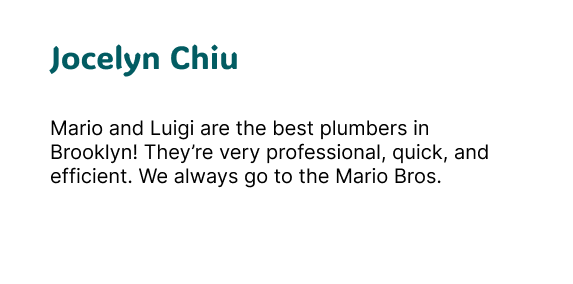 Jocelyn Chiu
Mario and Luigi are the best plumbers in
Brooklyn! They’re very professional, quick, and
efficient. We always go to the Mario Bros.